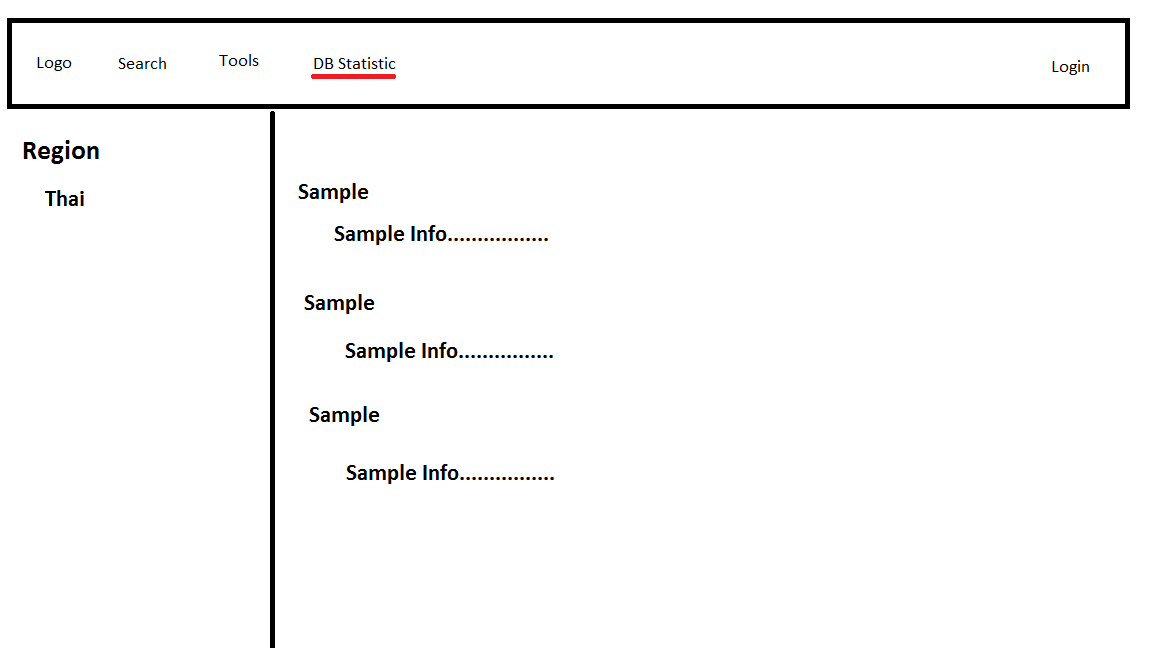 Logo Search Tools DB Statistic Login
Region
Thai
Sample
Sample Info.................
Sample
Sample Info................
Sample
Sample Info................